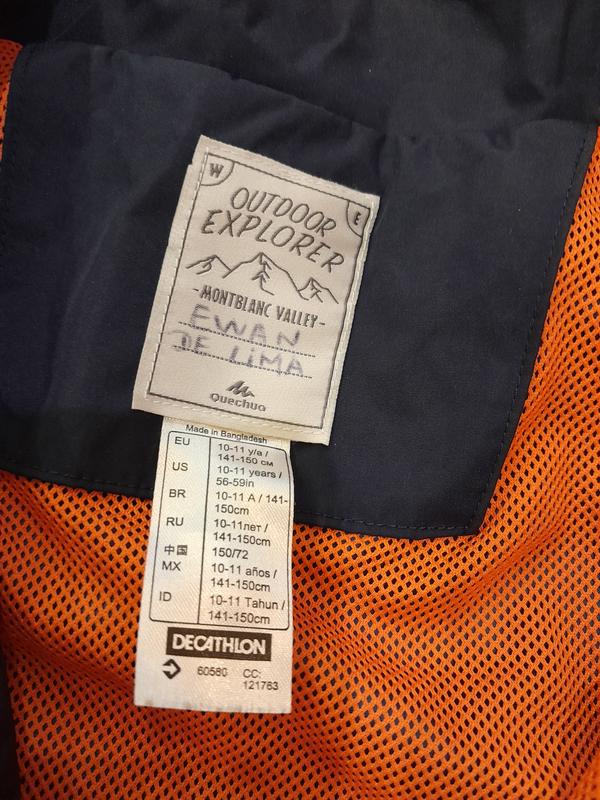 W
E
OUTDOOR
EXPLORER
-MONTBLANC VALLEY-
EWAN
DE LIMA
Quechua
Made in Bangladesh
EU 10-11 y/a /
141-150 см
US 10-11 years /
56-59in
BR 10-11 A / 141-
150cm
RU 10-11лет /
141-150cm
中国 150/72
MX 10-11 años /
141-150cm
ID 10-11 Tahun /
141-150cm
DECATHLON
60580 CC:
121763